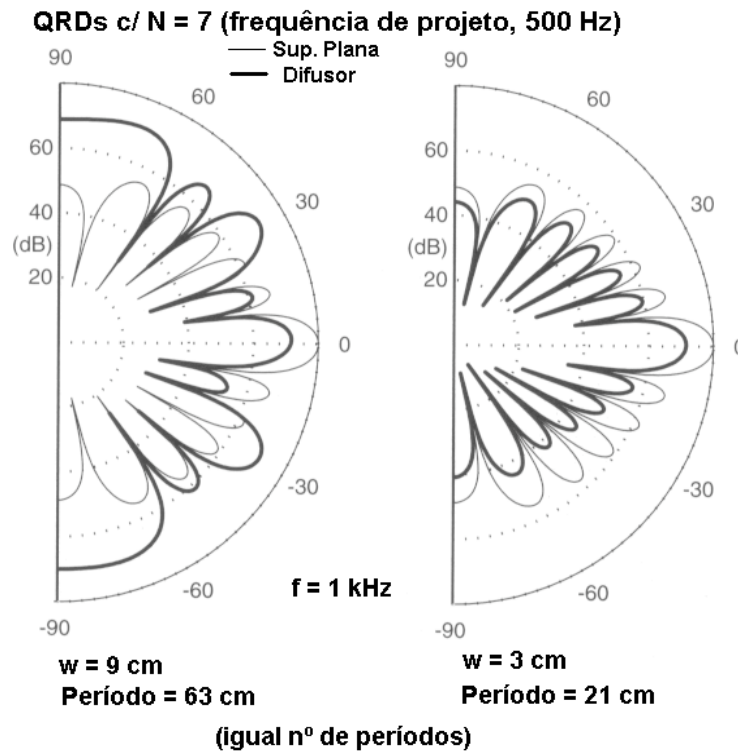 QRDs c/ N = 7 (frequência de projeto, 500 Hz)
Sup. Plana
Difusor
90
60
30
0
-30
-60
-90
60
40
(dB)
20
90
60
30
0
-30
-60
-90
60
40
(dB)
20
f = 1 kHz
w = 9 cm
Período = 63 cm
w = 3 cm
Período = 21 cm
(igual nº de períodos)